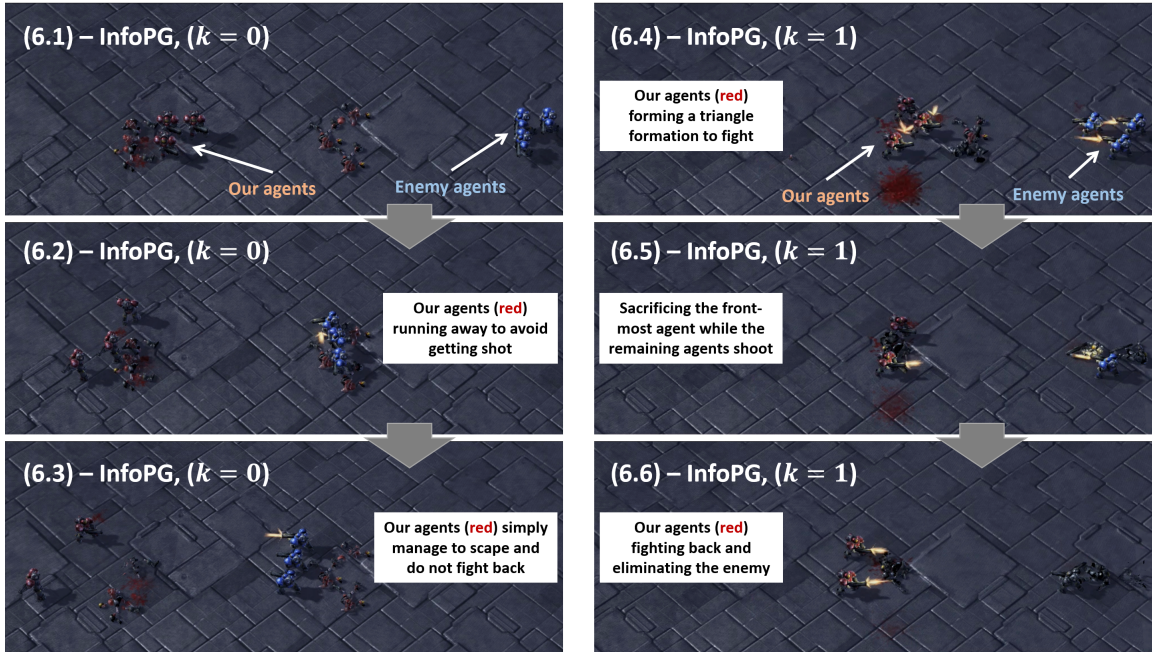 (6.1) – InfoPG, (k = 0)
Our agents
Enemy agents
(6.2) – InfoPG, (k = 0)
Our agents (red)
running away to avoid
getting shot
(6.3) – InfoPG, (k = 0)
Our agents (red) simply
manage to scape and
do not fight back
(6.4) – InfoPG, (k = 1)
Our agents (red)
forming a triangle
formation to fight
Our agents
Enemy agents
(6.5) – InfoPG, (k = 1)
Sacrificing the front-
most agent while the
remaining agents shoot
(6.6) – InfoPG, (k = 1)
Our agents (red)
fighting back and
eliminating the enemy